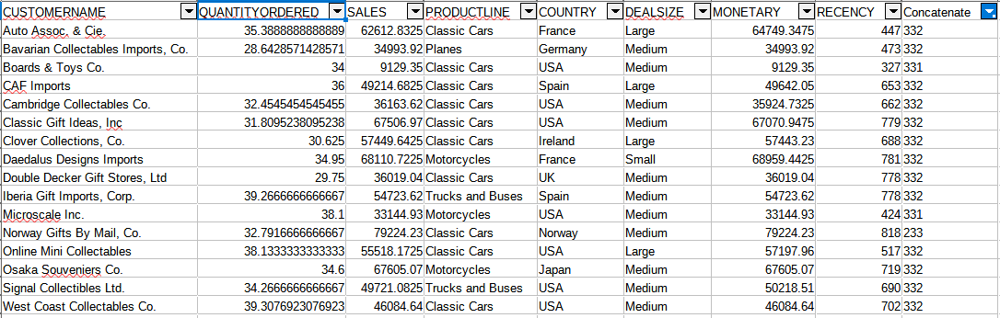 CUSTOMERNAME QUANTITYORDERED SALES PRODUCTLINE COUNTRY DEALSIZE MONETARY RECENCY Concatenate
Auto Assoc. & Cie. 35.3888888888889 62612.8325 Classic Cars France Large 64749.3475 447 332
Bavarian Collectables Imports, Co. 28.6428571428571 34993.92 Planes Germany Medium 34993.92 473 332
Boards & Toys Co. 34 9129.35 Classic Cars USA Medium 9129.35 327 331
CAF Imports 36 49214.6825 Classic Cars Spain Large 49642.05 653 332
Cambridge Collectables Co. 32.4545454545455 36163.62 Classic Cars USA Medium 35924.7325 662 332
Classic Gift Ideas, Inc 31.8095238095238 67506.97 Classic Cars USA Medium 67070.9475 779 332
Clover Collections, Co. 30.625 57449.6425 Classic Cars Ireland Large 57443.23 688 332
Daedalus Designs Imports 34.95 68110.7225 Motorcycles France Small 68959.4425 781 332
Double Decker Gift Stores, Ltd 29.75 36019.04 Classic Cars UK Medium 36019.04 778 332
Iberia Gift Imports, Corp. 39.2666666666667 54723.62 Trucks and Buses Spain Medium 54723.62 778 332
Microscale Inc. 38.1 33144.93 Motorcycles USA Medium 33144.93 424 331
Norway Gifts By Mail, Co. 32.7916666666667 79224.23 Classic Cars Norway Medium 79224.23 818 233
Online Mini Collectables 38.1333333333333 55518.1725 Classic Cars USA Large 57197.96 517 332
Osaka Souveniers Co. 34.6 67605.07 Motorcycles Japan Medium 67605.07 719 332
Signal Collectibles Ltd. 34.2666666666667 49721.0825 Trucks and Buses USA Medium 50218.51 690 332
West Coast Collectables Co. 39.3076923076923 46084.64 Classic Cars USA Medium 46084.64 702 332